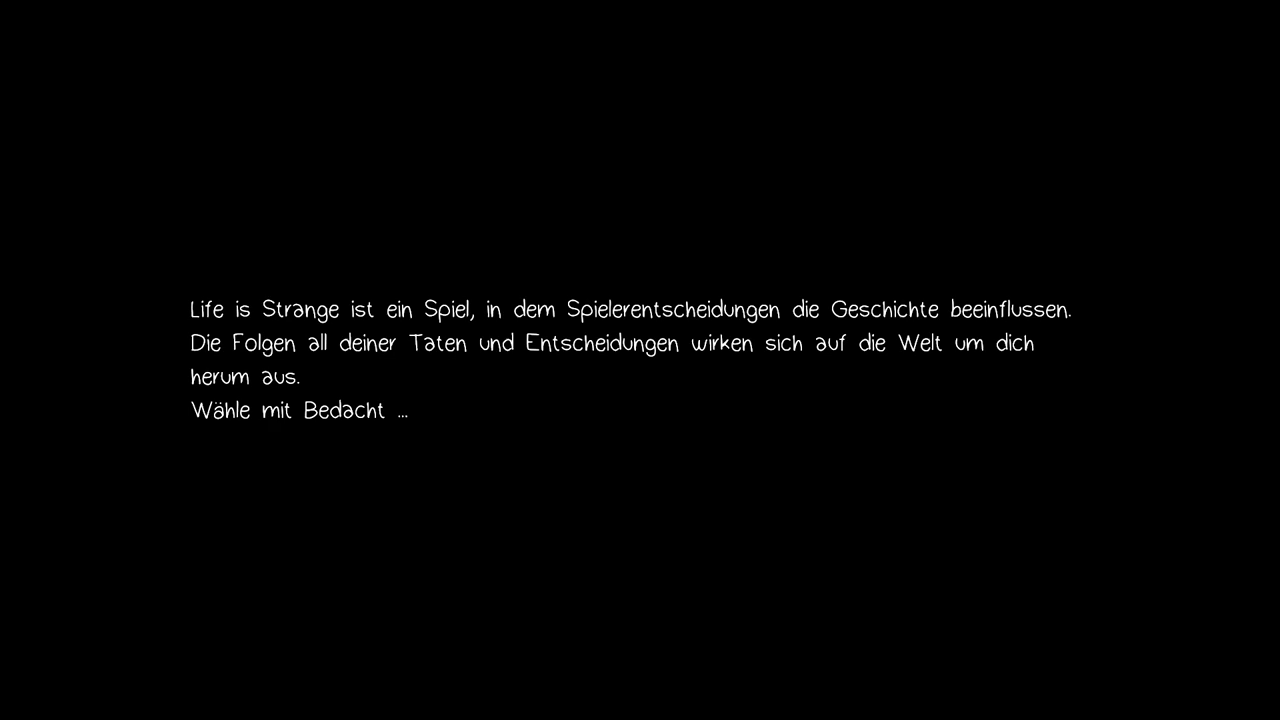 Life is Strange ist ein Spiel, in dem Spielerentscheidungen die Geschichte beeinflussen.
Die Folgen all deiner Taten und Entscheidungen wirken sich auf die Welt um dich
herum aus.
Wähle mit Bedacht ...